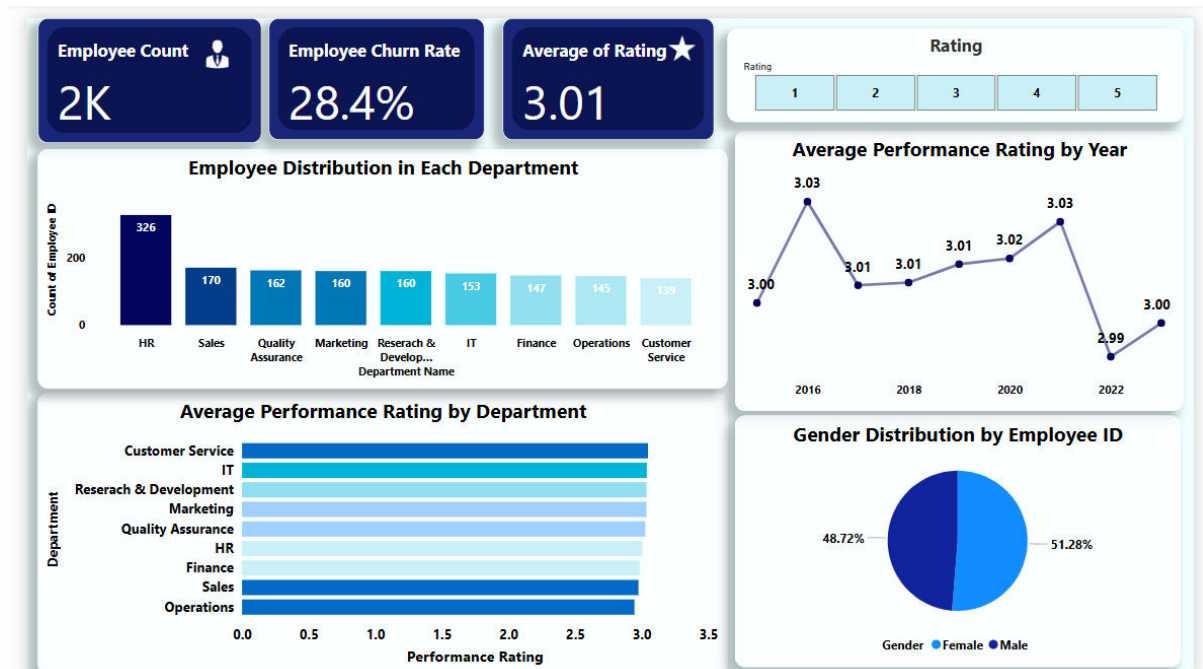 Employee Count
2K
Employee Churn Rate
28.4%
Average of Rating
3.01
Rating
Rating
1
2
3
4
5
Employee Distribution in Each Department
Count of Employee ID
200
0
326
170
162
160
160
153
147
145
139
HR
Sales
Quality
Assurance
Marketing
Reserach &
Develop...
IT
Finance
Operations
Customer
Service
Department Name
Average Performance Rating by Year
3.00
3.03
3.01
3.01
3.01
3.02
3.03
2.99
3.00
2016
2018
2020
2022
Average Performance Rating by Department
Department
Customer Service
IT
Reserach & Development
Marketing
Quality Assurance
HR
Finance
Sales
Operations
0.0
0.5
1.0
1.5
2.0
2.5
3.0
3.5
Performance Rating
Gender Distribution by Employee ID
48.72%
51.28%
Gender Female Male